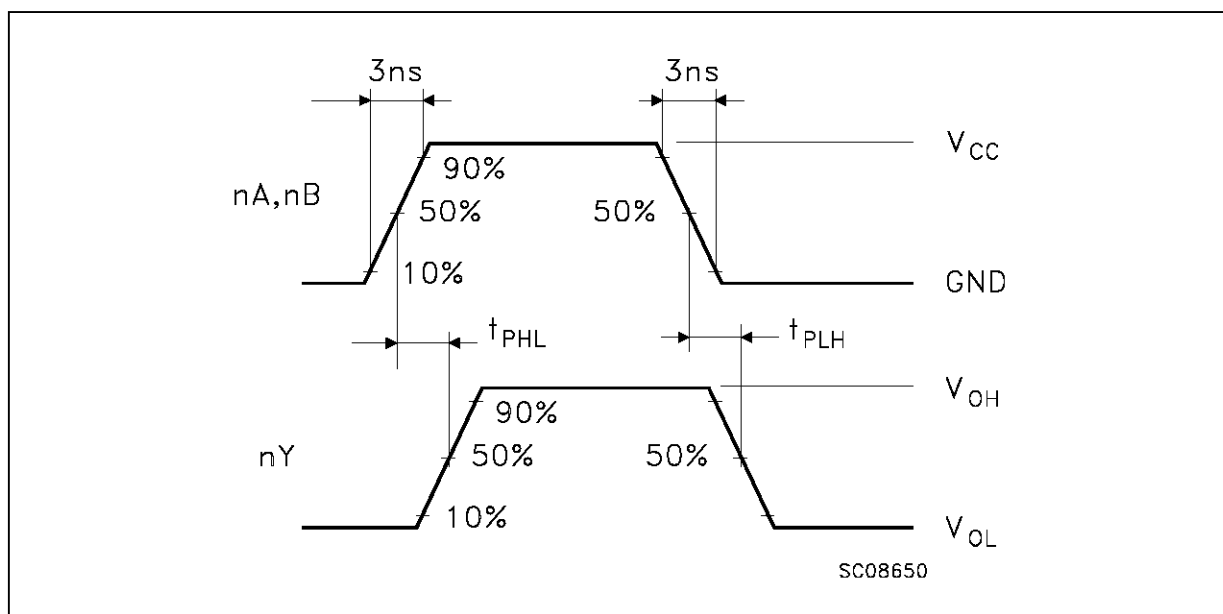 3ns 3ns
V_CC
90%
nA,nB 50% 50%
10% GND
t_PHL t_PLH
V_OH
90%
nY 50% 50%
10% V_OL
SC08650